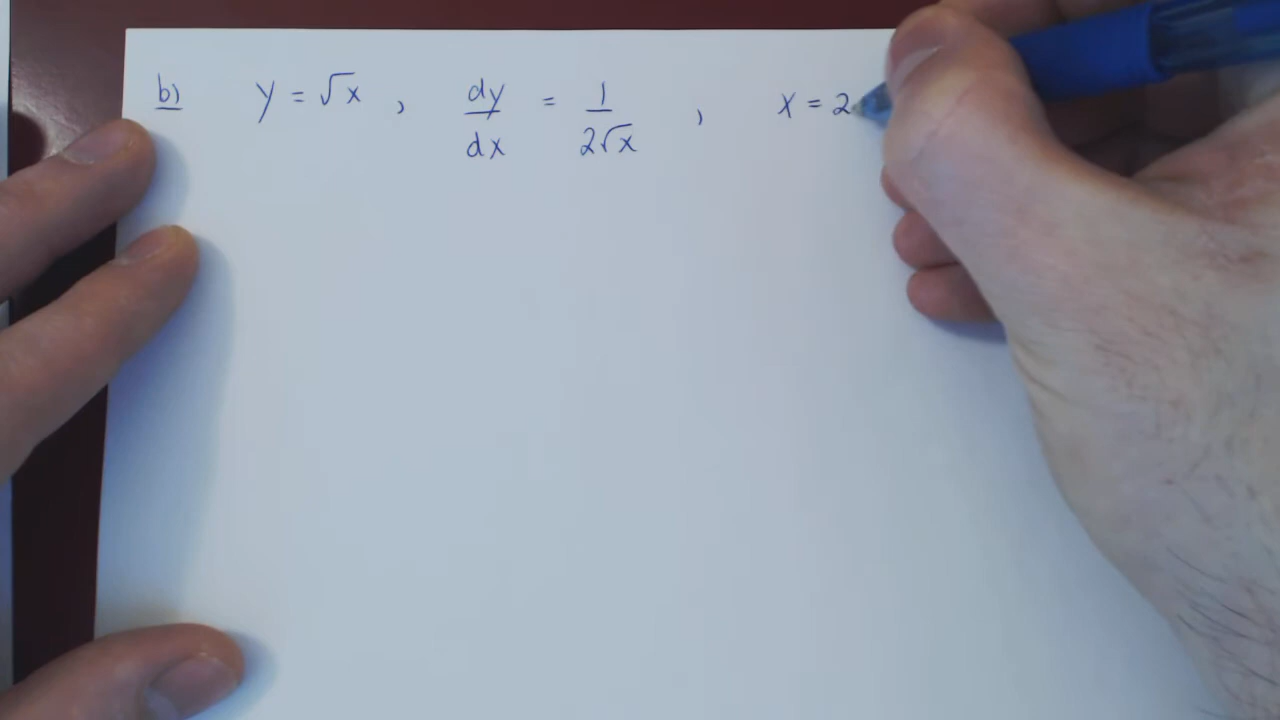 b) y = √x , dy/dx = 1/2√x , x = 2